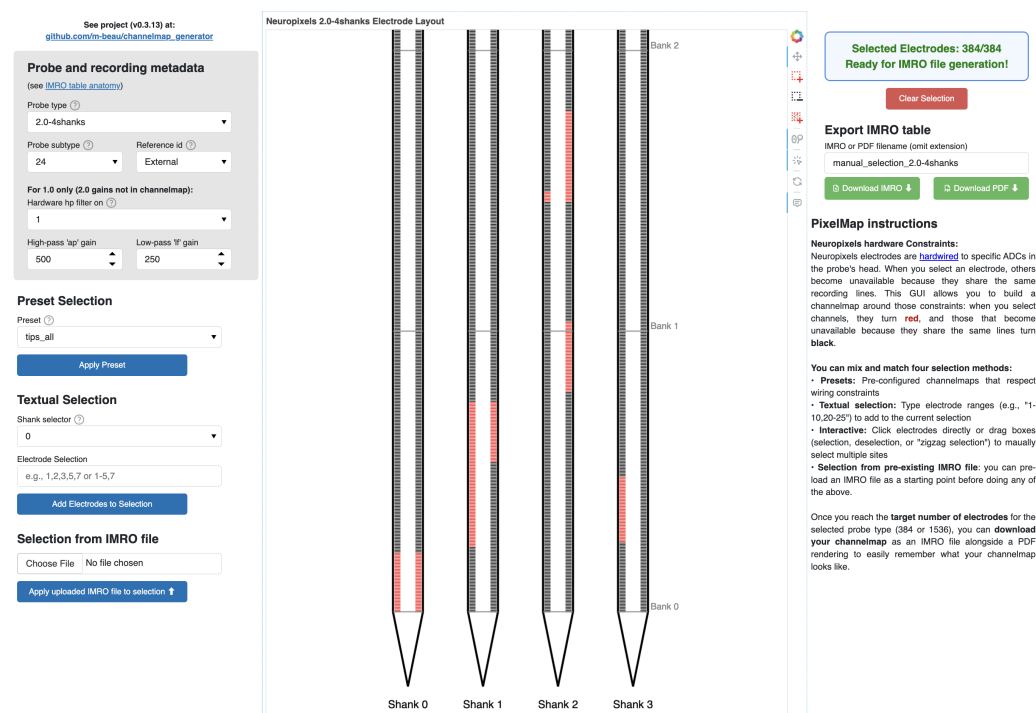 See project (v0.3.13) at:
github.com/m-beau/channelmap_generator
Probe and recording metadata
(see IMRO table anatomy)
Probe type ?
2.0-4shanks
Probe subtype ?
Reference id ?
24
External
For 1.0 only (2.0 gains not in channelmap):
Hardware hp filter on ?
1
High-pass 'ap' gain
Low-pass 'lf' gain
500
250
Preset Selection
Preset ?
tips_all
Apply Preset
Textual Selection
Shank selector ?
0
Electrode Selection
e.g., 1,2,3,5,7 or 1-5,7
Add Electrodes to Selection
Selection from IMRO file
Choose File No file chosen
Apply uploaded IMRO file to selection
Neuropixels 2.0-4shanks Electrode Layout
Bank 2
Bank 1
Bank 0
Shank 0
Shank 1
Shank 2
Shank 3
Selected Electrodes: 384/384
Ready for IMRO file generation!
Clear Selection
Export IMRO table
IMRO or PDF filename (omit extension)
manual_selection_2.0-4shanks
Download IMRO
Download PDF
PixelMap instructions
Neuropixels hardware Constraints:
Neuropixels electrodes are hardwired to specific ADCs in
the probe's head. When you select an electrode, others
become unavailable because they share the same
recording lines. This GUI allows you to build a
channelmap around those constraints: when you select
channels, they turn red, and those that become
unavailable because they share the same lines turn
black.
You can mix and match four selection methods:
• Presets: Pre-configured channelmaps that respect
wiring constraints
• Textual selection: Type electrode ranges (e.g., "1-
10,20-25") to add to the current selection
• Interactive: Click electrodes directly or drag boxes
(selection, deselection, or "zigzag selection") to maually
select multiple sites
• Selection from pre-existing IMRO file: you can pre-
load an IMRO file as a starting point before doing any of
the above.
Once you reach the target number of electrodes for the
selected probe type (384 or 1536), you can download
your channelmap as an IMRO file alongside a PDF
rendering to easily remember what your channelmap
looks like.